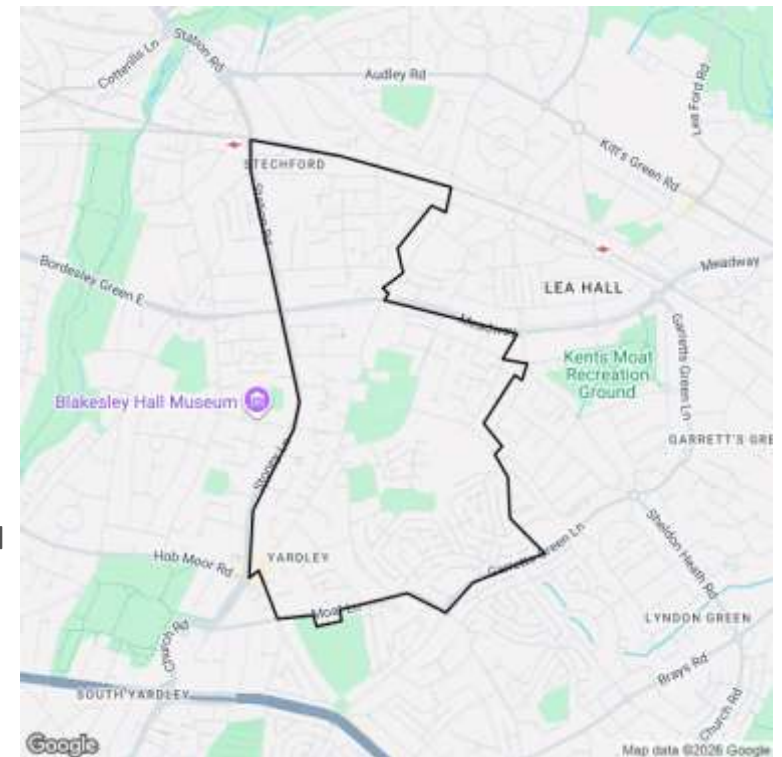 Cotterills Ln
Station Rd
Audley Rd
Lea Ford Rd
Kitt's Green Rd
STECHFORD
Station Rd
Bordesley Green E
Meadway
LEA HALL
Meadway
Garretts Green Ln
Kents Moat
Recreation
Ground
Blakesley Hall Museum
GARRETT'S GRE
Stoney Ln
Hob Moor Rd
YARDLEY
Garretts Green Ln
Sheldon Heath Rd
Moat Ln
Church Rd
LYNDON GREEN
Brays Rd
SOUTH YARDLEY
Church Rd
Google
Map data ©2026 Google